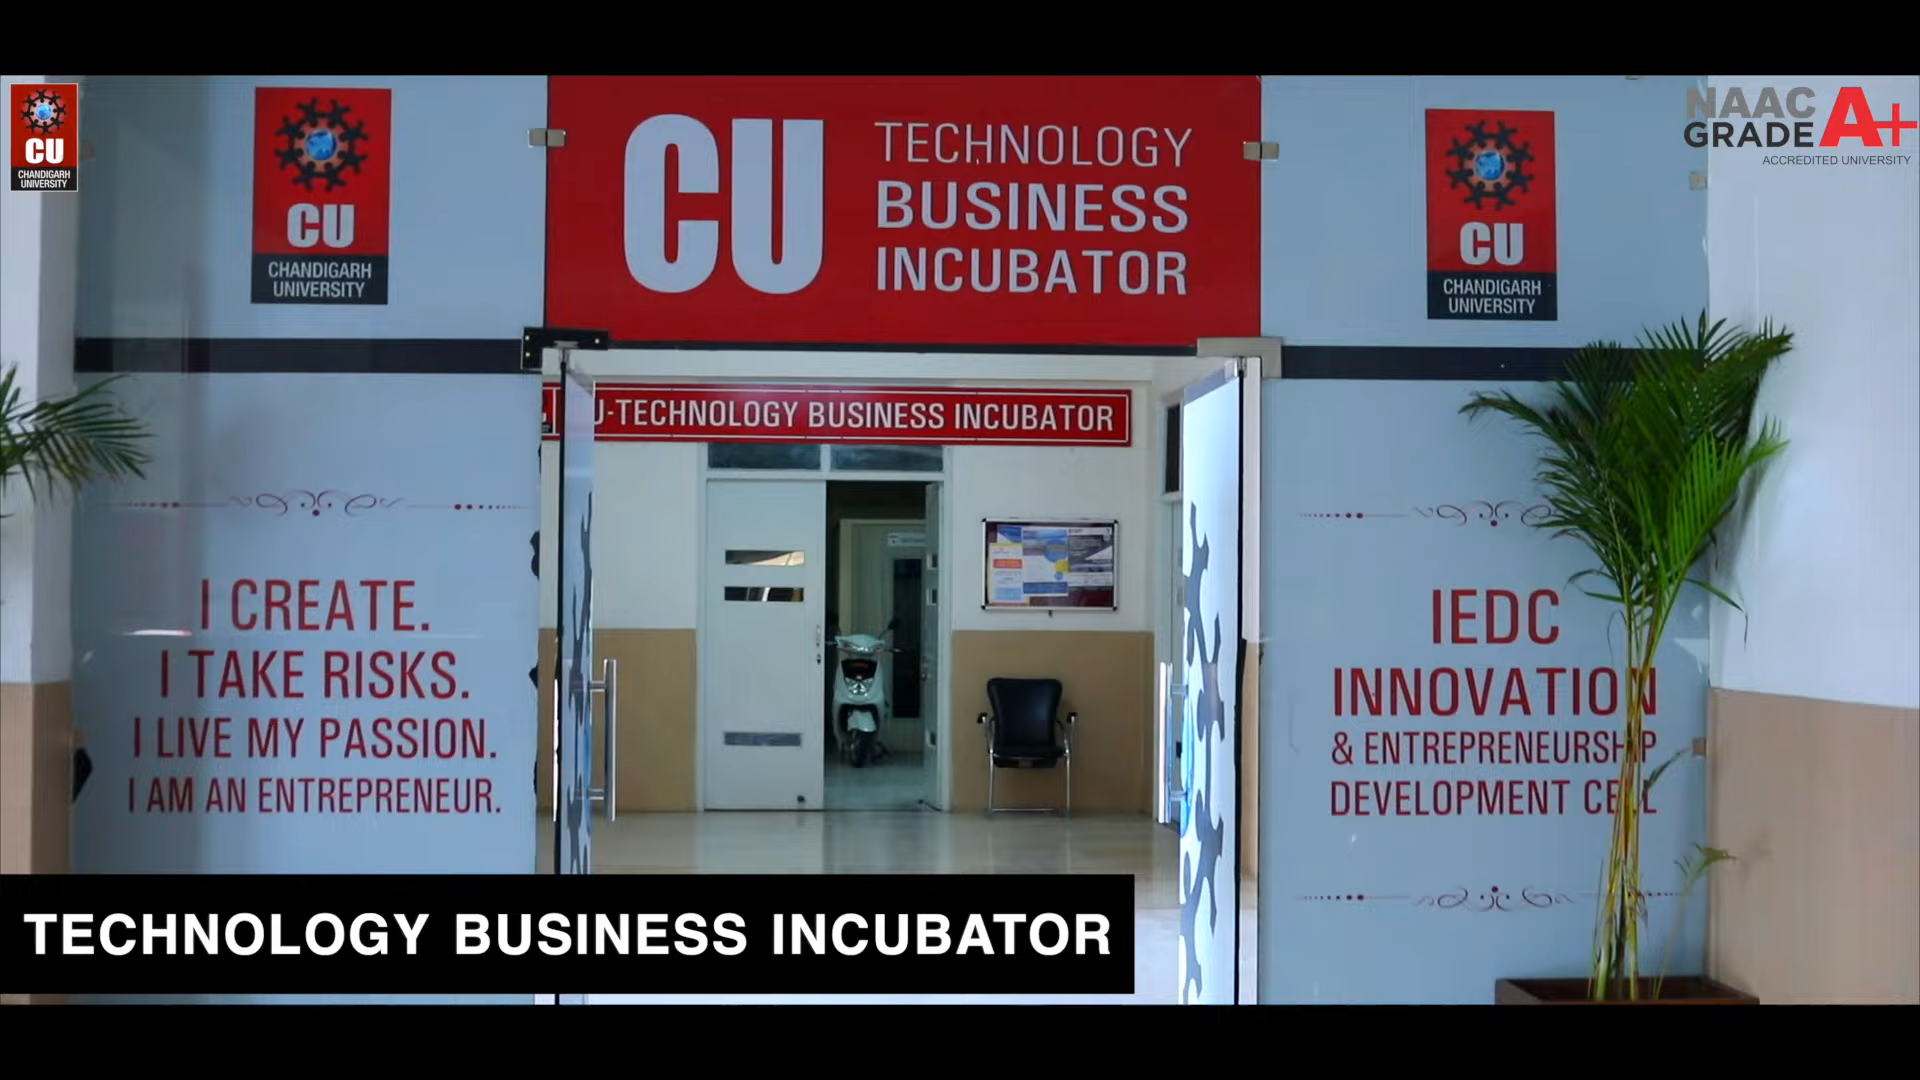 CU
CHANDIGARH
UNIVERSITY
CU
CHANDIGARH
UNIVERSITY
CU
TECHNOLOGY
BUSINESS
INCUBATOR
CU
CHANDIGARH
UNIVERSITY
NAAC
GRADE A+
ACCREDITED UNIVERSITY
U-TECHNOLOGY BUSINESS INCUBATOR
I CREATE.
I TAKE RISKS.
I LIVE MY PASSION.
I AM AN ENTREPRENEUR.
IEDC
INNOVATION
& ENTREPRENEURSHIP
DEVELOPMENT CELL
TECHNOLOGY BUSINESS INCUBATOR